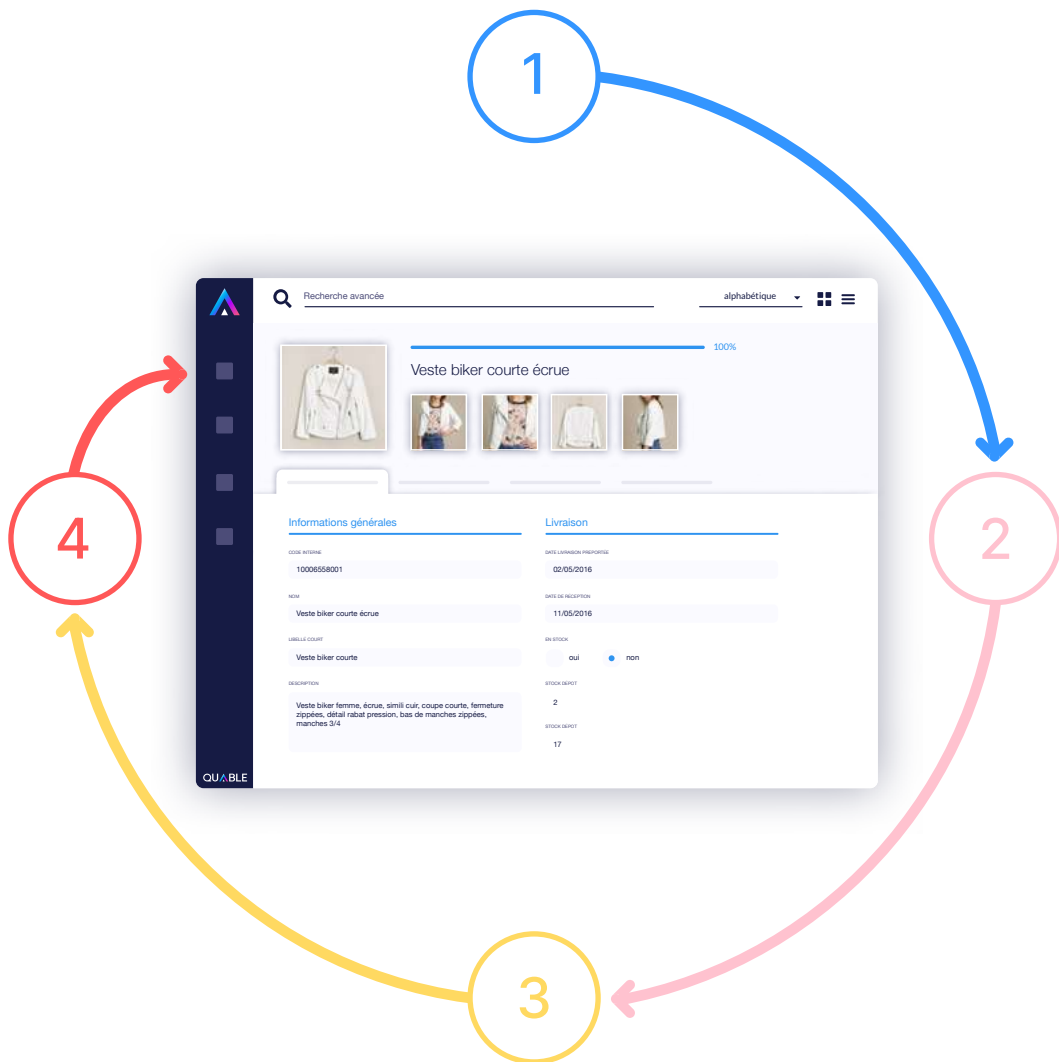 1
Recherche avancée
alphabétique
100%
Veste biker courte écrue
4
2
Informations générales
Livraison
CODE INTERNE
10006558001
DATE LIVRAISON PREPORTEE
02/05/2016
NOM
Veste biker courte écrue
DATE DE RECEPTION
11/05/2016
LIBELLE COURT
Veste biker courte
EN STOCK
oui
non
DESCRIPTION
Veste biker femme, écrue, simili cuir, coupe courte, fermeture
zippées, détail rabat pression, bas de manches zippées,
manches 3/4
STOCK DEPOT
2
STOCK DEPOT
17
QUABLE
3